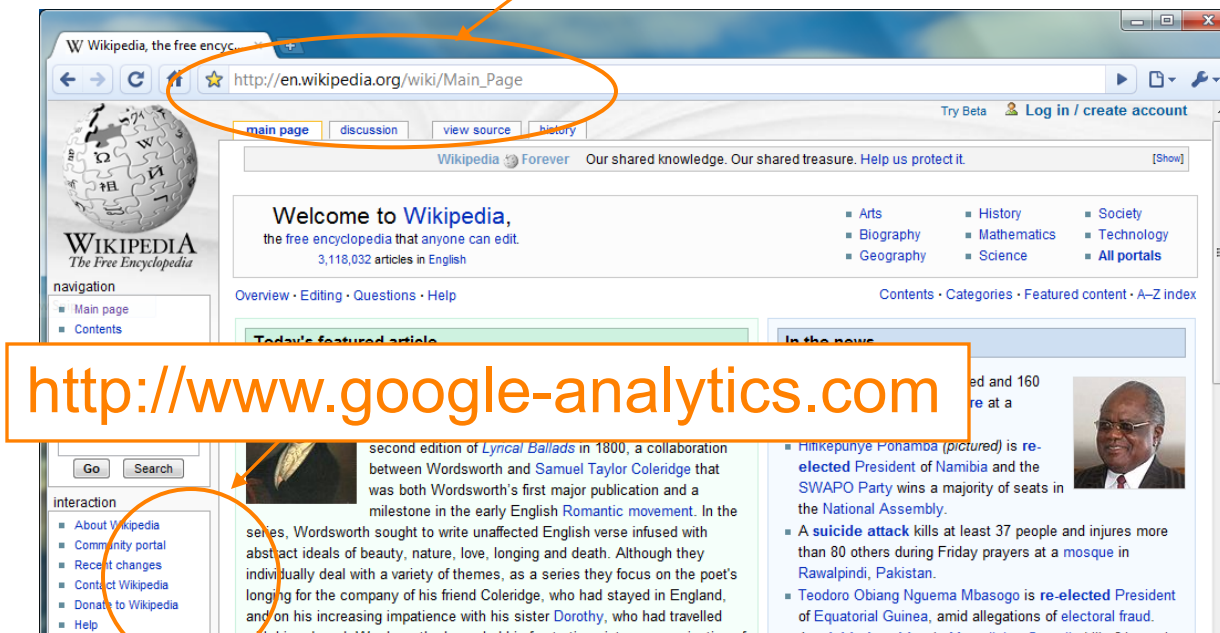 W Wikipedia, the free encyc...
http://en.wikipedia.org/wiki/Main_Page
Try Beta Log in / create account
main page discussion view source history
Wikipedia Forever Our shared knowledge. Our shared treasure. Help us protect it. [Show]
WIKIPEDIA
The Free Encyclopedia
navigation
Main page
Contents
Welcome to Wikipedia,
the free encyclopedia that anyone can edit.
3,118,032 articles in English
Arts History Society
Biography Mathematics Technology
Geography Science All portals
Overview · Editing · Questions · Help
Contents · Categories · Featured content · A–Z index
Today's featured article
In the news
http://www.google-analytics.com
Go Search
interaction
About Wikipedia
Community portal
Recent changes
Contact Wikipedia
Donate to Wikipedia
Help
second edition of Lyrical Ballads in 1800, a collaboration
between Wordsworth and Samuel Taylor Coleridge that
was both Wordsworth's first major publication and a
milestone in the early English Romantic movement. In the
series, Wordsworth sought to write unaffected English verse infused with
abstract ideals of beauty, nature, love, longing and death. Although they
individually deal with a variety of themes, as a series they focus on the poet's
longing for the company of his friend Coleridge, who had stayed in England,
and on his increasing impatience with his sister Dorothy, who had travelled
ed and 160
re at a
Hifikepunye Pohamba (pictured) is re-
elected President of Namibia and the
SWAPO Party wins a majority of seats in
the National Assembly.
A suicide attack kills at least 37 people and injures more
than 80 others during Friday prayers at a mosque in
Rawalpindi, Pakistan.
Teodoro Obiang Nguema Mbasogo is re-elected President
of Equatorial Guinea, amid allegations of electoral fraud.